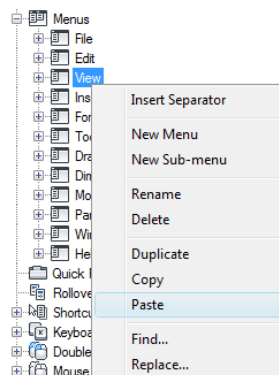 Menus
File
Edit
View
Ins
Insert Separator
For
Too
New Menu
Dra
New Sub-menu
Dim
Mo
Rename
Par
Delete
Win
He
Duplicate
Quick
Copy
Rollove
Paste
Shortcu
Keyboa
Find...
Double
Replace...
Mouse